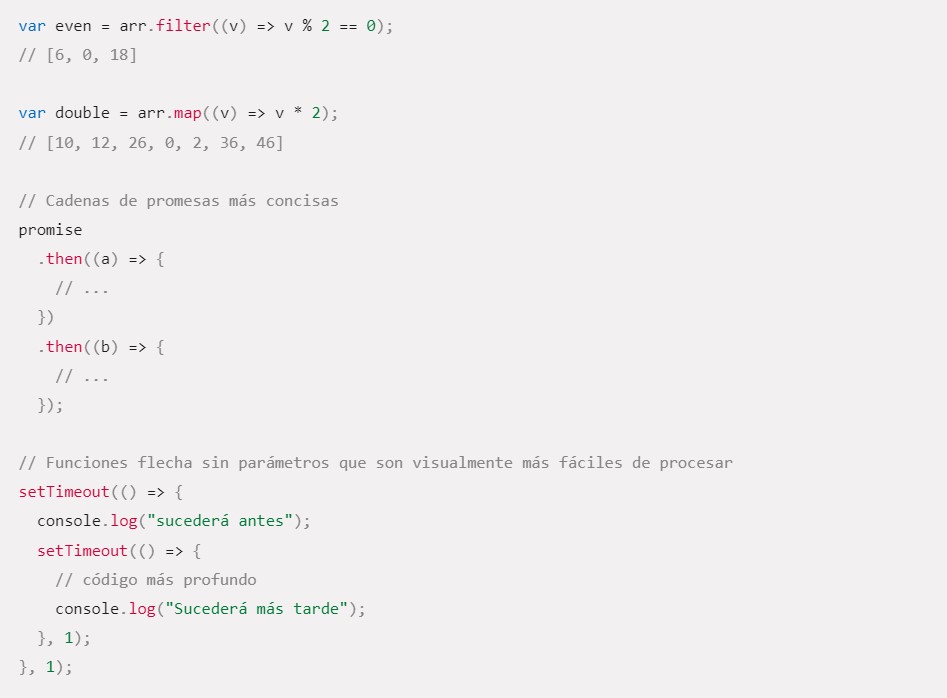 var even = arr.filter((v) => v % 2 == 0);
// [6, 0, 18]
var double = arr.map((v) => v * 2);
// [10, 12, 26, 0, 2, 36, 46]
// Cadenas de promesas más concisas
promise
  .then((a) => {
    // ...
  })
  .then((b) => {
    // ...
  });
// Funciones flecha sin parámetros que son visualmente más fáciles de procesar
setTimeout(() => {
  console.log("sucederá antes");
  setTimeout(() => {
    // código más profundo
    console.log("Sucederá más tarde");
  }, 1);
}, 1);